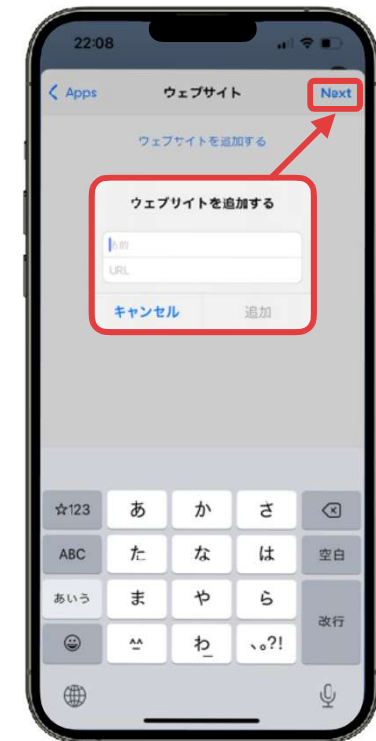 22:08
Apps
ウェブサイト
Next
ウェブサイトを追加する
ウェブサイトを追加する
名前
URL
キャンセル
追加
☆123
あ
か
さ
ABC
た
な
は
空白
あいう
ま
や
ら
改行
^^
わ_
、。?!